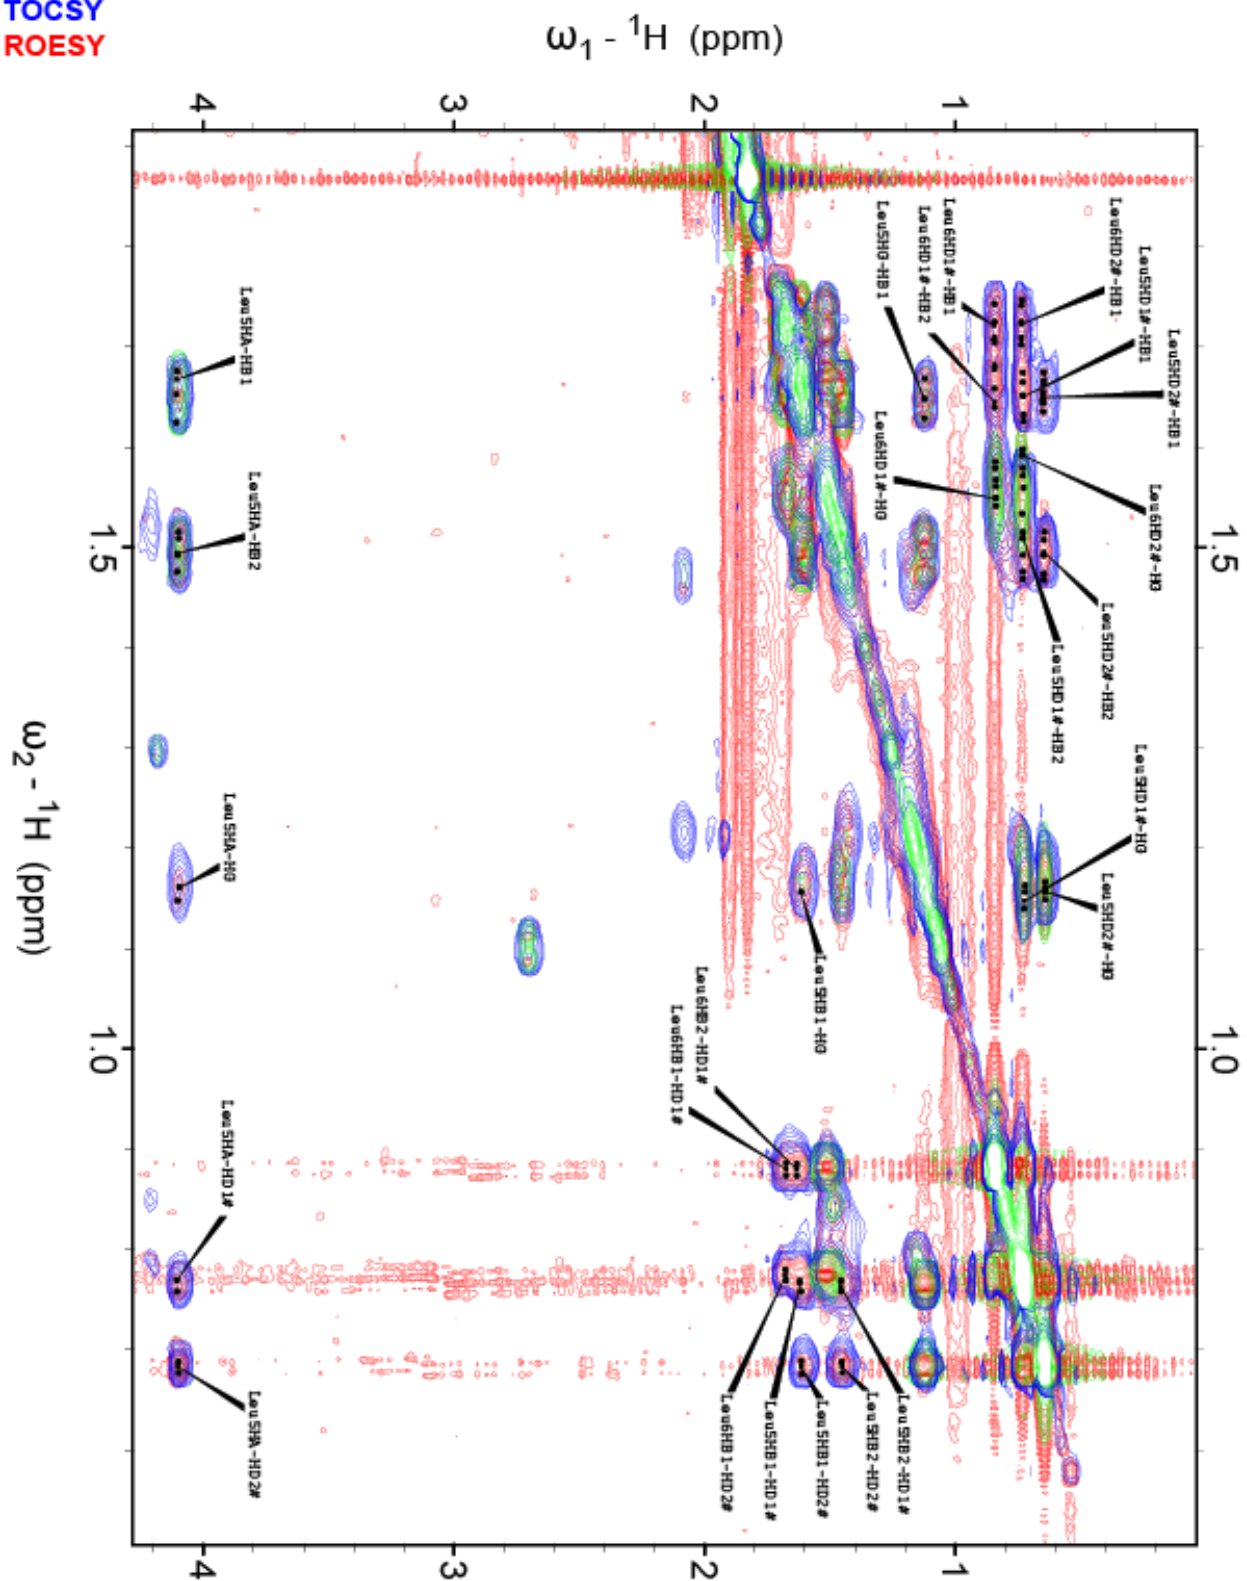 TOCSY
ROESY
ω1 - 1H (ppm)
4
3
2
1
Leu5HA-HB1
Leu5HG-HB1
Leu6HD1#-HB2
Leu6HD1#-HB1
Leu6HD2#-HB1
Leu5HD1#-HB1
Leu5HD2#-HB1
Leu6HD1#-HG
Leu5HA-HB2
Leu6HD2#-HG
1.5
1.5
Leu5HD2#-HB2
Leu5HD1#-HB2
ω2 - 1H (ppm)
Leu5HA-HG
Leu5HD1#-HG
Leu5HD2#-HG
Leu5HB1-HG
Leu6HB2-HD1#
Leu6HB1-HD1#
1.0
1.0
Leu5HA-HD1#
Leu5HA-HD2#
Leu6HB1-HD2#
Leu5HB1-HD1#
Leu5HB1-HD2#
Leu5HB2-HD2#
Leu5HB2-HD1#
4
3
2
1